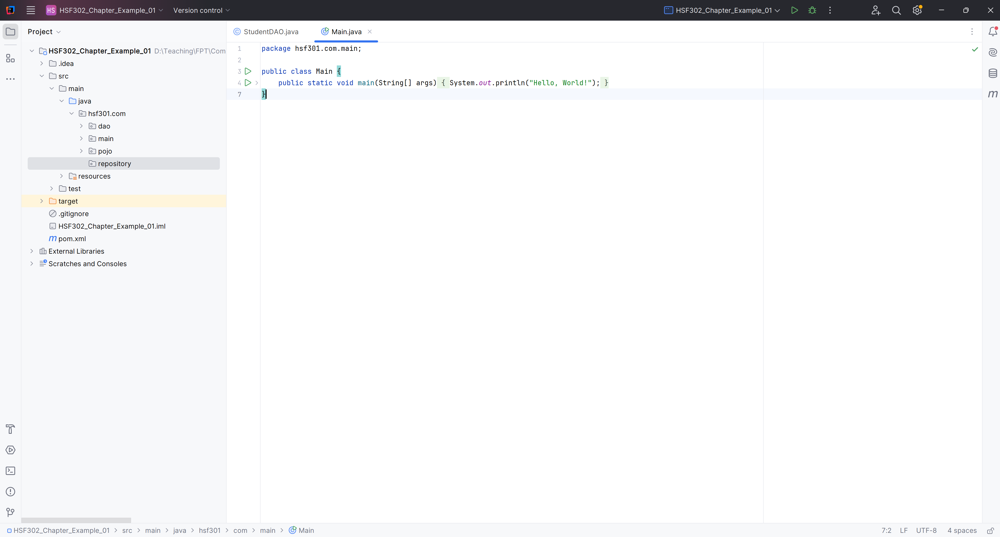 HS HSF302_Chapter_Example_01 Version control HSF302_Chapter_Example_01
Project
HSF302_Chapter_Example_01 D:\Teaching\FPT\Com
.idea
src
main
java
hsf301.com
dao
main
pojo
repository
resources
test
target
.gitignore
HSF302_Chapter_Example_01.iml
m pom.xml
External Libraries
Scratches and Consoles
StudentDAO.java Main.java
1 package hsf301.com.main;
2
3 public class Main {
4 public static void main(String[] args) { System.out.println("Hello, World!"); }
7 }
m
HSF302_Chapter_Example_01 > src > main > java > hsf301 > com > main > Main 7:2 LF UTF-8 4 spaces